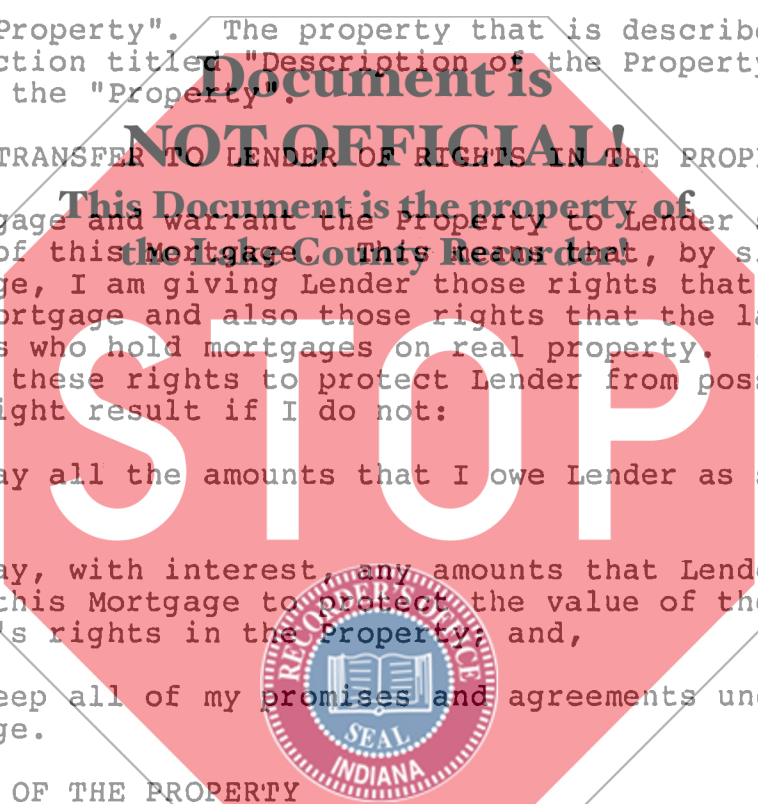 Property".  The property that is describe
ction titled "Description of the Property
the "Property".
Document is
NOT OFFICIAL!
This Document is the property of
the Lake County Recorder!
TRANSFER TO LENDER OF RIGHTS IN THE PROPE
gage and warrant the Property to Lender s
of this Mortgage.  This means that, by s
ge, I am giving Lender those rights that
ortgage and also those rights that the la
s who hold mortgages on real property.
these rights to protect Lender from poss
ight result if I do not:
STOP
ay all the amounts that I owe Lender as s
ay, with interest, any amounts that Lende
this Mortgage to protect the value of the
's rights in the Property; and,
eep all of my promises and agreements und
ge.
RECORDER'S OFFICE
SEAL
INDIANA
OF THE PROPERTY